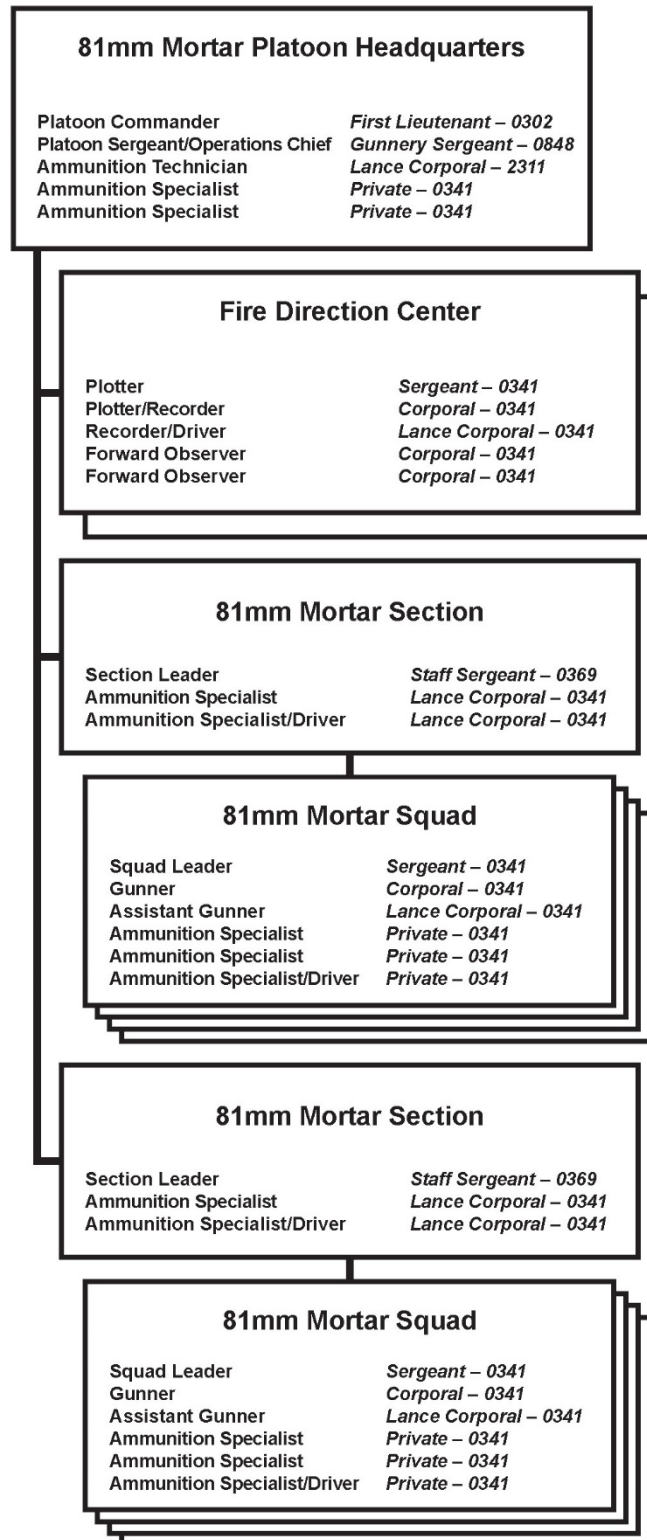 81mm Mortar Platoon Headquarters
Platoon Commander First Lieutenant – 0302
Platoon Sergeant/Operations Chief Gunnery Sergeant – 0848
Ammunition Technician Lance Corporal – 2311
Ammunition Specialist Private – 0341
Ammunition Specialist Private – 0341
Fire Direction Center
Plotter Sergeant – 0341
Plotter/Recorder Corporal – 0341
Recorder/Driver Lance Corporal – 0341
Forward Observer Corporal – 0341
Forward Observer Corporal – 0341
81mm Mortar Section
Section Leader Staff Sergeant – 0369
Ammunition Specialist Lance Corporal – 0341
Ammunition Specialist/Driver Lance Corporal – 0341
81mm Mortar Squad
Squad Leader Sergeant – 0341
Gunner Corporal – 0341
Assistant Gunner Lance Corporal – 0341
Ammunition Specialist Private – 0341
Ammunition Specialist Private – 0341
Ammunition Specialist/Driver Private – 0341
81mm Mortar Section
Section Leader Staff Sergeant – 0369
Ammunition Specialist Lance Corporal – 0341
Ammunition Specialist/Driver Lance Corporal – 0341
81mm Mortar Squad
Squad Leader Sergeant – 0341
Gunner Corporal – 0341
Assistant Gunner Lance Corporal – 0341
Ammunition Specialist Private – 0341
Ammunition Specialist Private – 0341
Ammunition Specialist/Driver Private – 0341